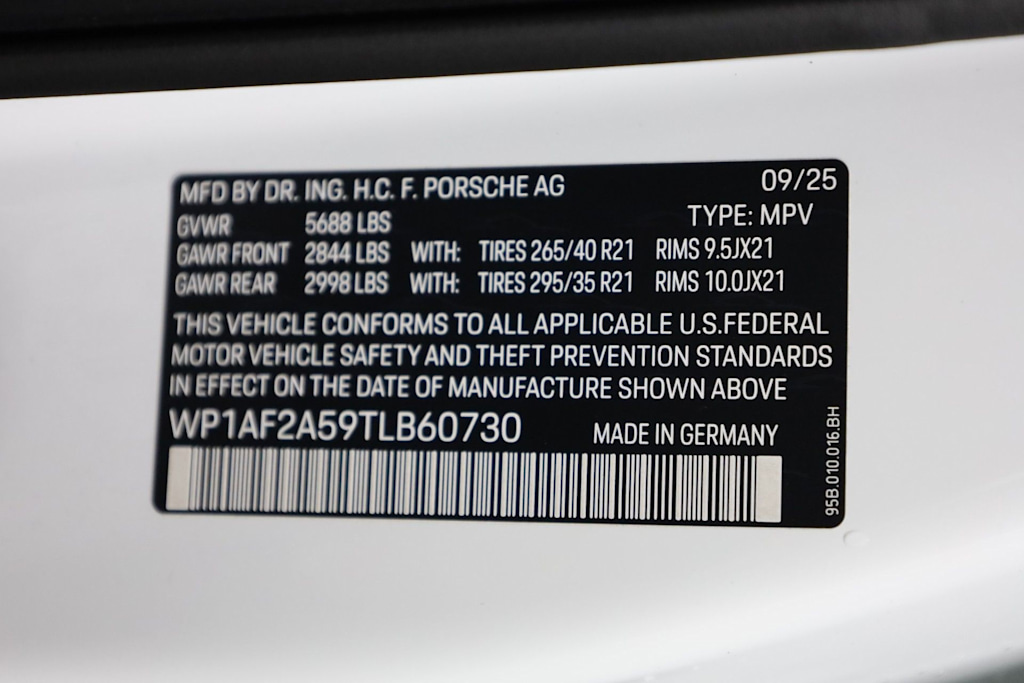 MFD BY DR. ING. H.C. F. PORSCHE AG 09/25
GVWR 5688 LBS TYPE: MPV
GAWR FRONT 2844 LBS WITH: TIRES 265/40 R21 RIMS 9.5JX21
GAWR REAR 2998 LBS WITH: TIRES 295/35 R21 RIMS 10.0JX21
THIS VEHICLE CONFORMS TO ALL APPLICABLE U.S.FEDERAL
MOTOR VEHICLE SAFETY AND THEFT PREVENTION STANDARDS
IN EFFECT ON THE DATE OF MANUFACTURE SHOWN ABOVE
WP1AF2A59TLB60730 MADE IN GERMANY
95B.010.016.BH